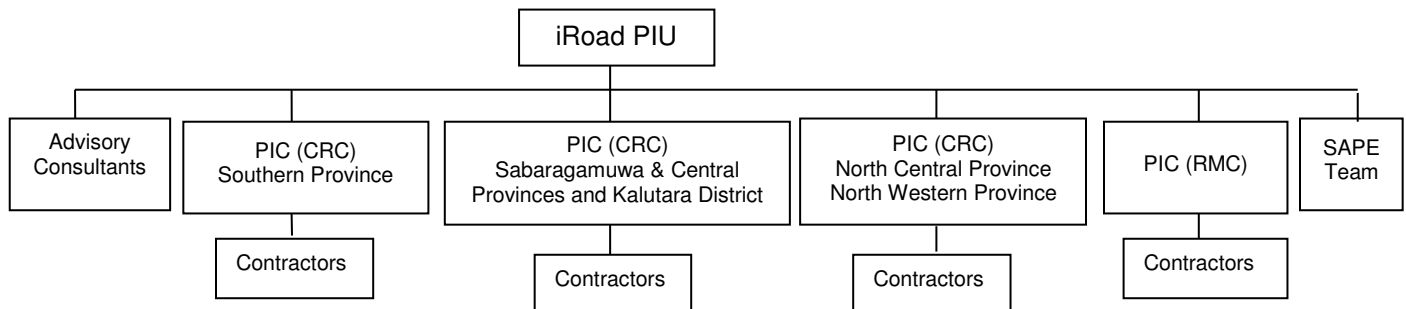 iRoad PIU
Advisory
Consultants
PIC (CRC)
Southern Province
PIC (CRC)
Sabaragamuwa & Central
Provinces and Kalutara District
PIC (CRC)
North Central Province
North Western Province
PIC (RMC)
SAPE
Team
Contractors
Contractors
Contractors
Contractors